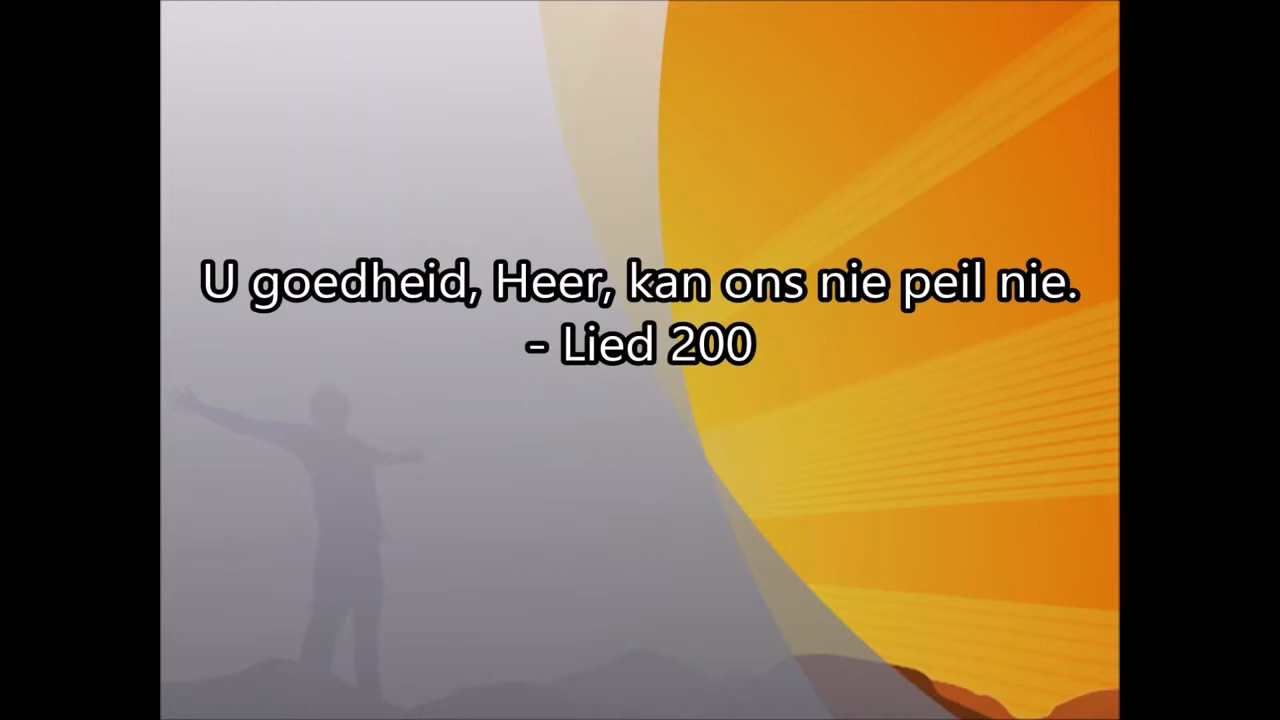 U goedheid, Heer, kan ons nie peil nie.
- Lied 200